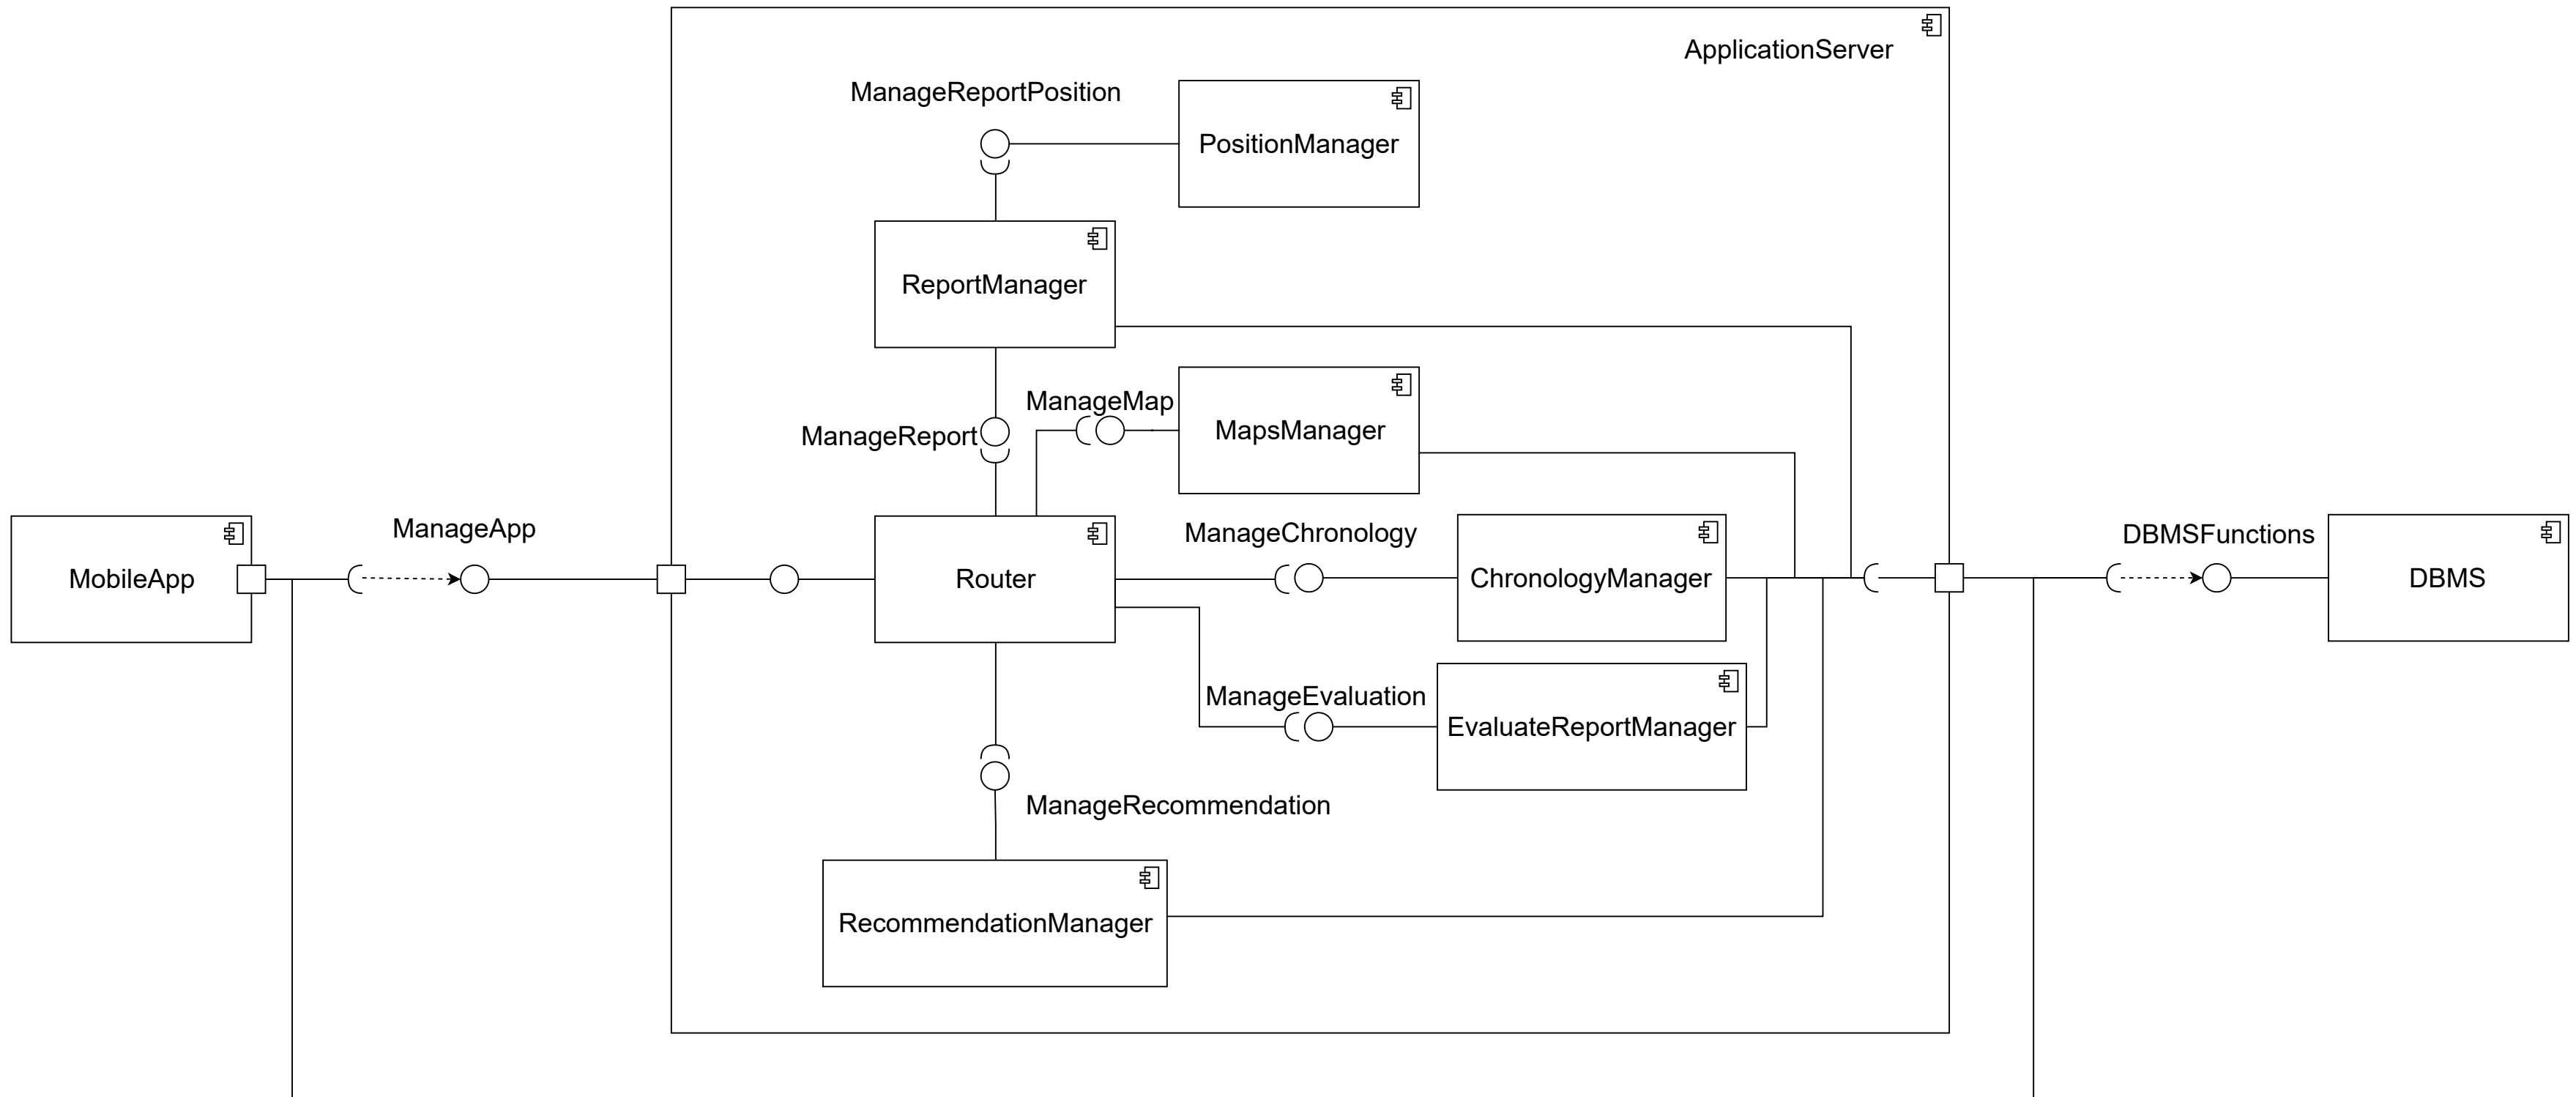 ApplicationServer
ManageReportPosition
PositionManager
ReportManager
ManageMap
ManageReport
MapsManager
MobileApp
ManageApp
Router
ManageChronology
ChronologyManager
DBMSFunctions
DBMS
ManageEvaluation
EvaluateReportManager
ManageRecommendation
RecommendationManager